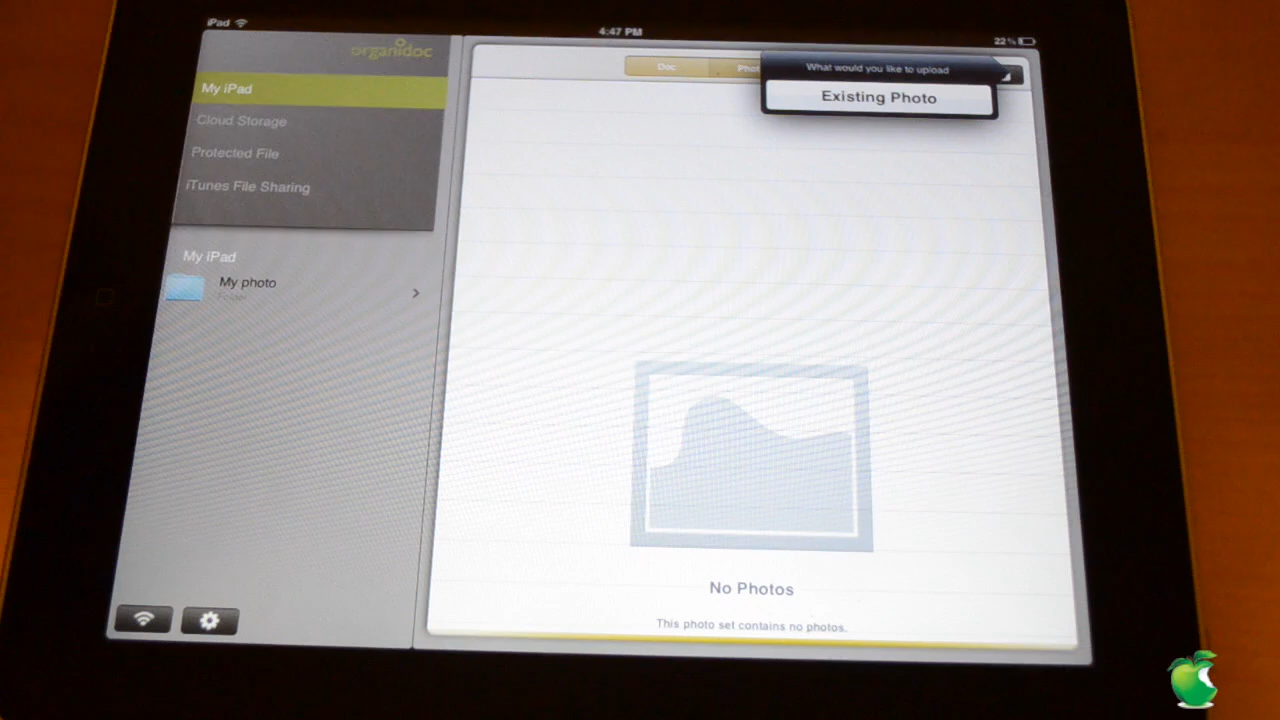 iPad
4:47 PM
22%
organidoc
My iPad
Cloud Storage
Protected File
iTunes File Sharing
My iPad
My photo
Folder
Doc
What would you like to upload
Existing Photo
No Photos
This photo set contains no photos.